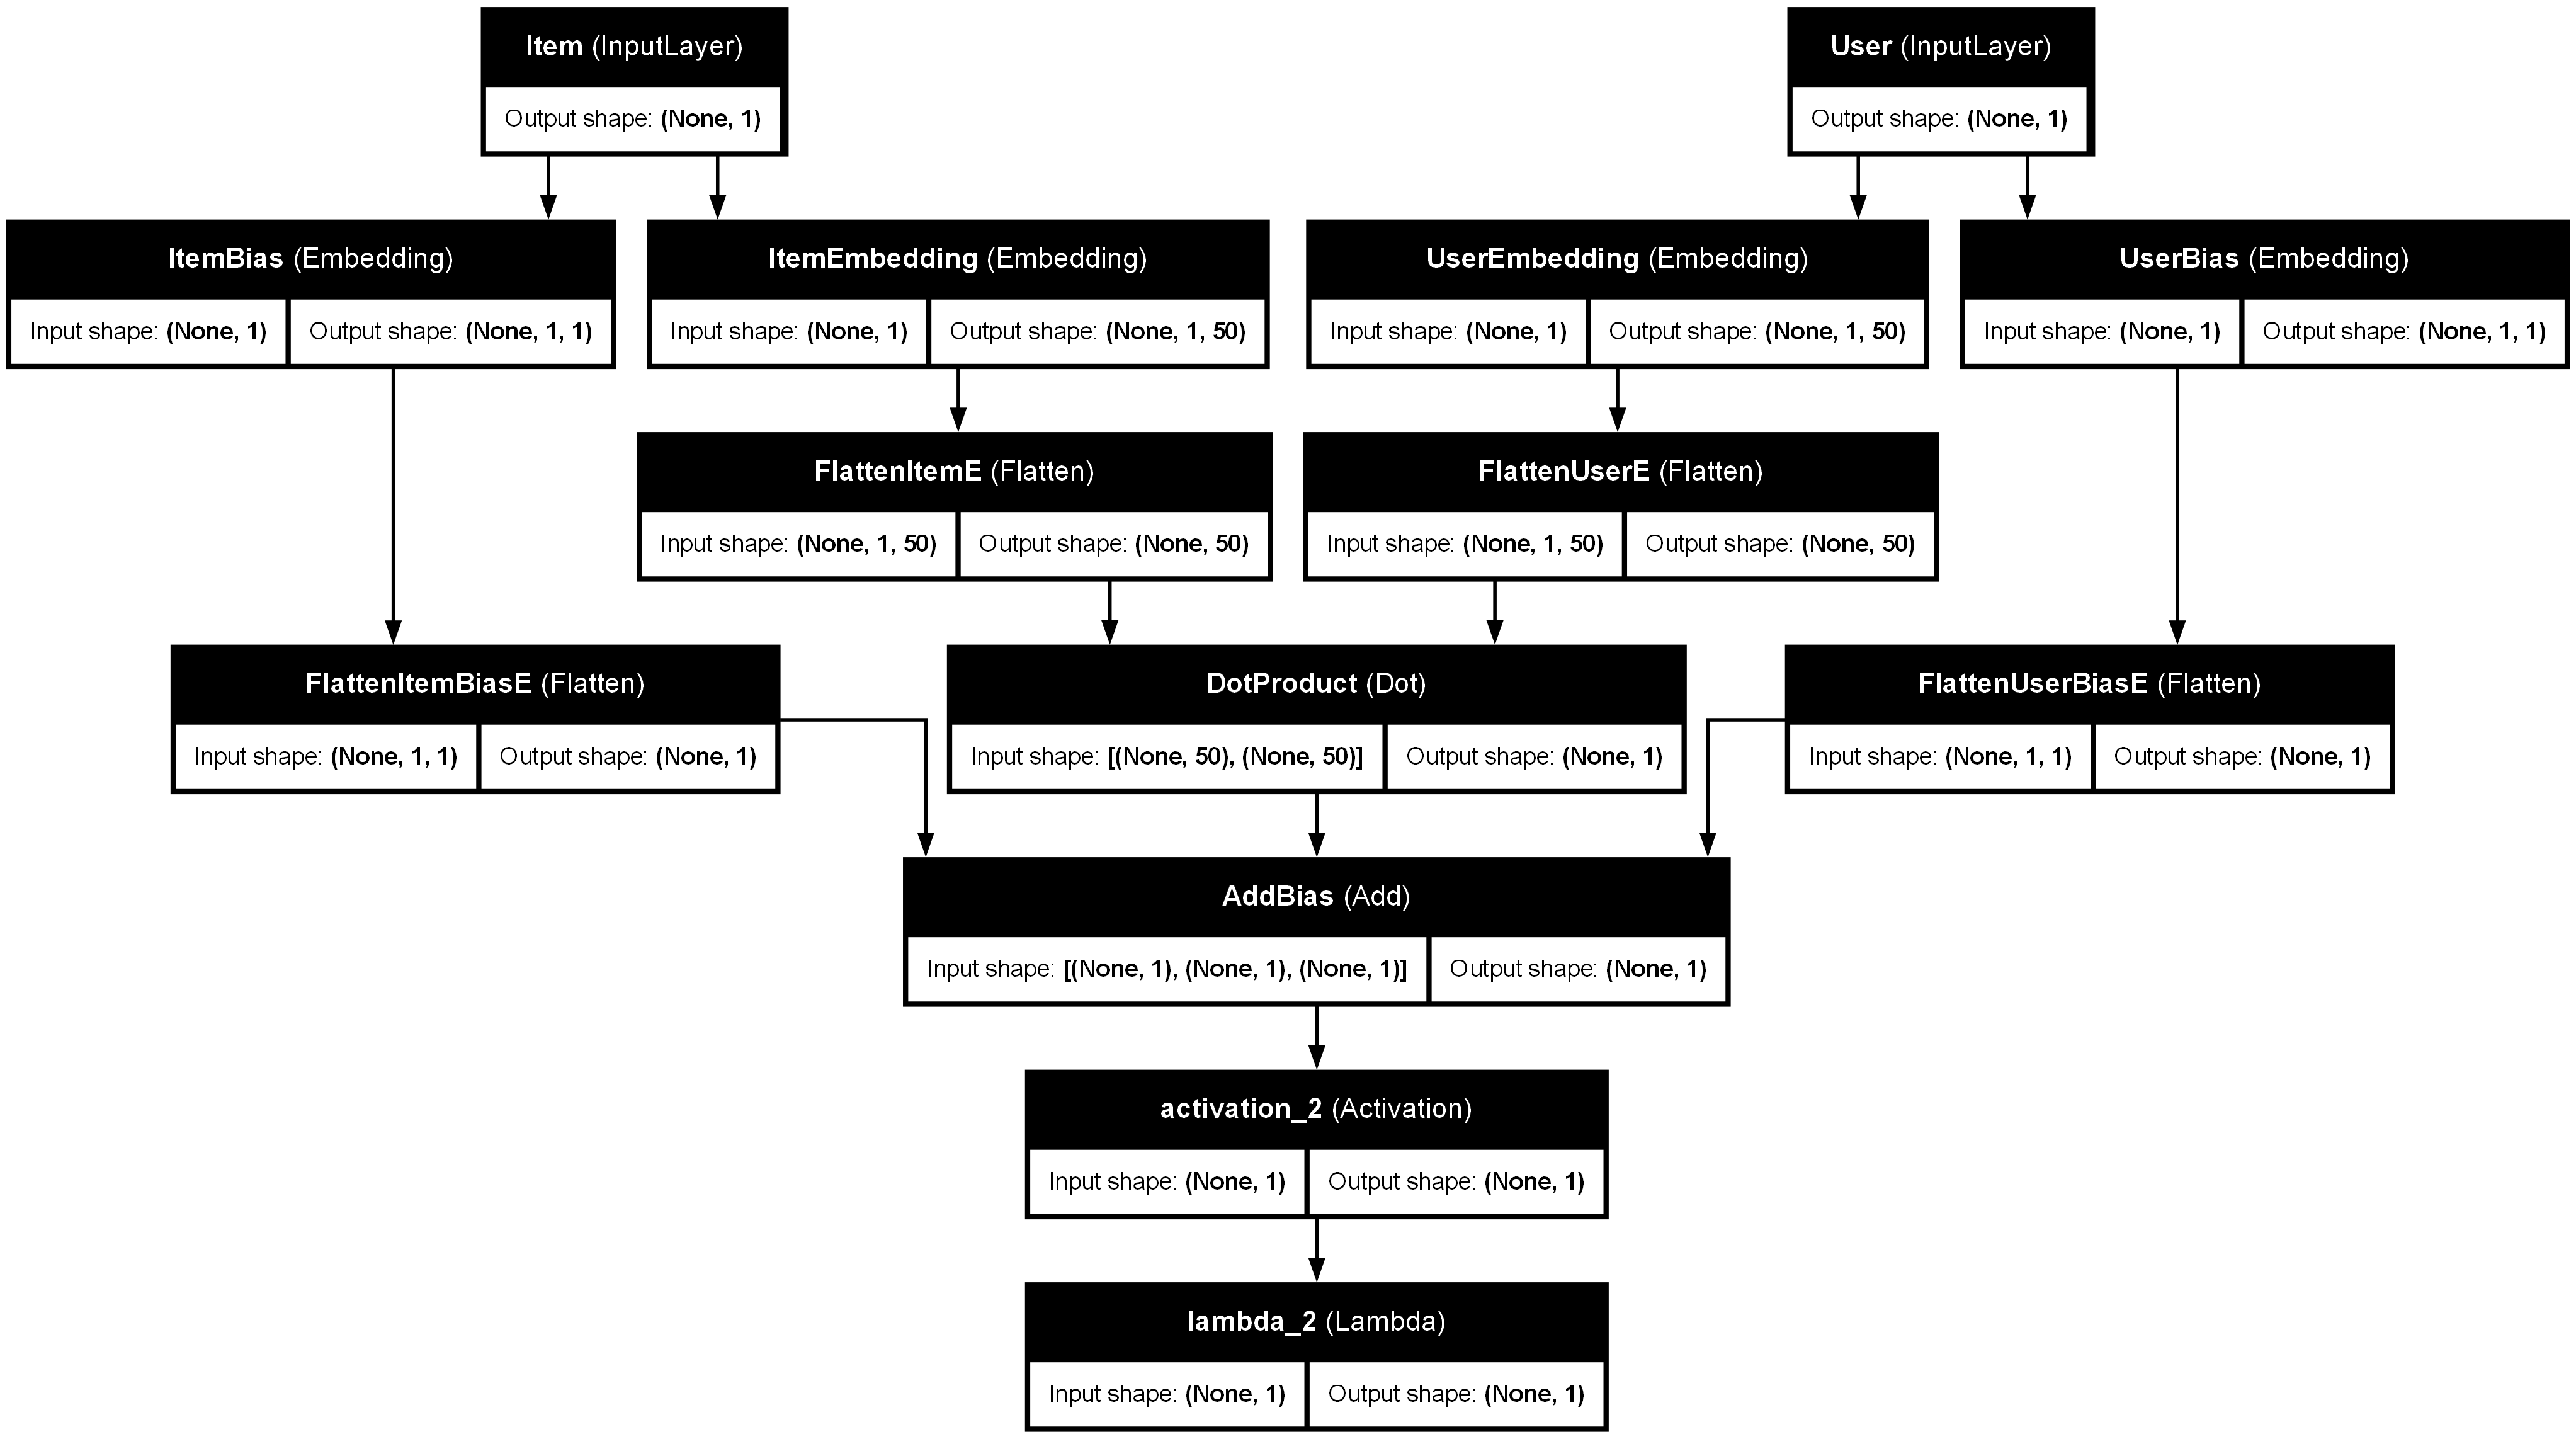 Item (InputLayer)
Output shape: (None, 1)
User (InputLayer)
Output shape: (None, 1)
ItemBias (Embedding)
Input shape: (None, 1)
Output shape: (None, 1, 1)
ItemEmbedding (Embedding)
Input shape: (None, 1)
Output shape: (None, 1, 50)
UserEmbedding (Embedding)
Input shape: (None, 1)
Output shape: (None, 1, 50)
UserBias (Embedding)
Input shape: (None, 1)
Output shape: (None, 1, 1)
FlattenItemE (Flatten)
Input shape: (None, 1, 50)
Output shape: (None, 50)
FlattenUserE (Flatten)
Input shape: (None, 1, 50)
Output shape: (None, 50)
FlattenItemBiasE (Flatten)
Input shape: (None, 1, 1)
Output shape: (None, 1)
DotProduct (Dot)
Input shape: [(None, 50), (None, 50)]
Output shape: (None, 1)
FlattenUserBiasE (Flatten)
Input shape: (None, 1, 1)
Output shape: (None, 1)
AddBias (Add)
Input shape: [(None, 1), (None, 1), (None, 1)]
Output shape: (None, 1)
activation_2 (Activation)
Input shape: (None, 1)
Output shape: (None, 1)
lambda_2 (Lambda)
Input shape: (None, 1)
Output shape: (None, 1)